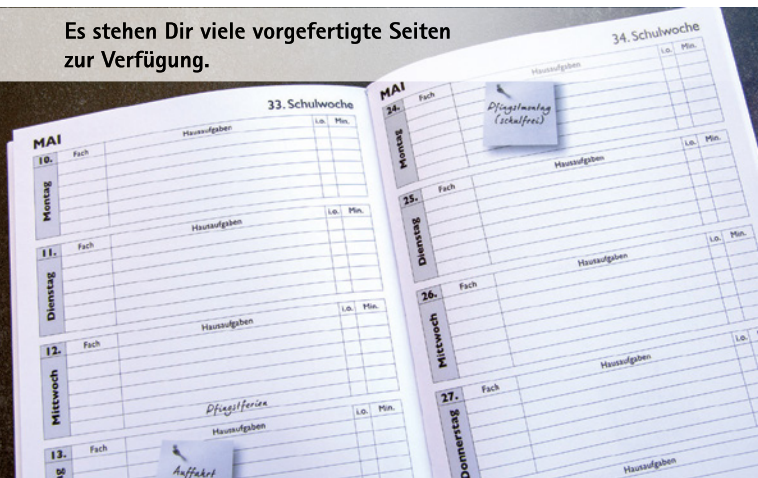 Es stehen Dir viele vorgefertigte Seiten
zur Verfügung.
33. Schulwoche
MAI
10.
Fach
Hausaufgaben
i.o.
Min.
Montag
11.
Fach
Hausaufgaben
i.o.
Min.
Dienstag
12.
Fach
Hausaufgaben
i.o.
Min.
Mittwoch
Pfingstferien
13.
Fach
Hausaufgaben
i.o.
Min.
Auffahrt
34. Schulwoche
MAI
24.
Fach
Hausaufgaben
i.o.
Min.
Montag
Pfingstmontag
(schulfrei)
25.
Fach
Hausaufgaben
i.o.
Min.
Dienstag
26.
Fach
Hausaufgaben
i.o.
Min.
Mittwoch
27.
Fach
Hausaufgaben
i.o.
Donnerstag
Hausaufgaben